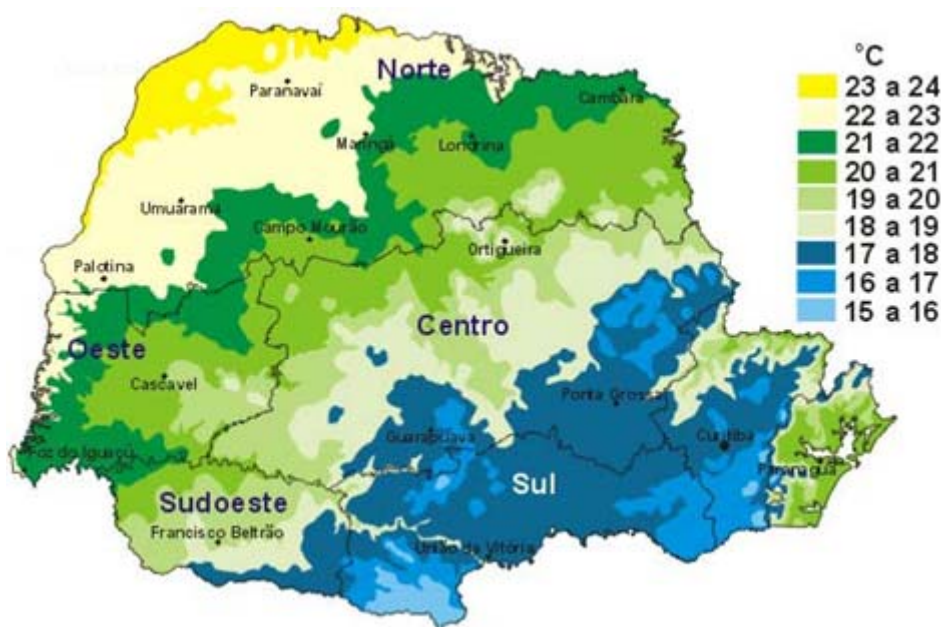 Norte
Paranavaí
Cambára
Maringá
Londrina
Umuarama
Campo Mourão
Ortigueira
Palotina
Oeste
Centro
Cascavel
Ponta Grossa
Guarapuava
Curitiba
Foz do Iguaçú
Paranaguá
Sudoeste
Sul
Francisco Beltrão
União da Vitória
°C
23 a 24
22 a 23
21 a 22
20 a 21
19 a 20
18 a 19
17 a 18
16 a 17
15 a 16